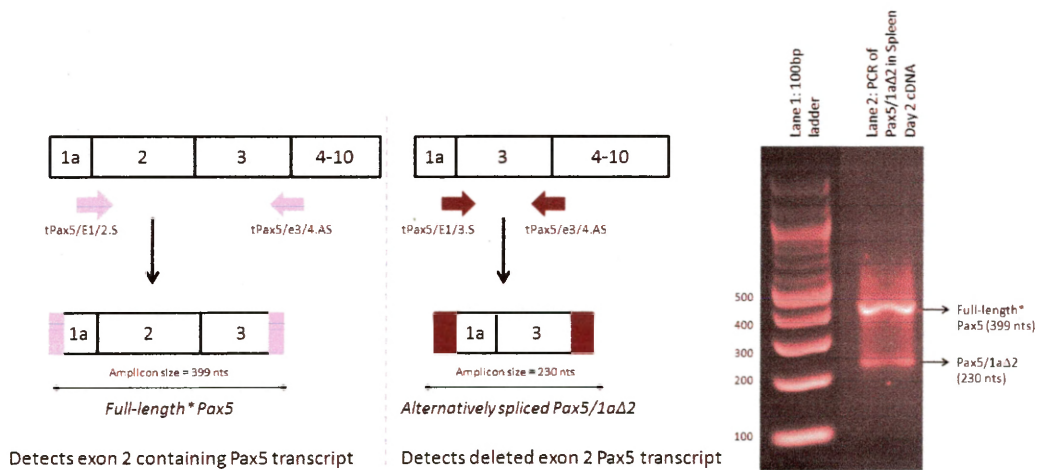 1a 2 3 4-10
tPax5/E1/2.S tPax5/e3/4.AS
1a 2 3
Amplicon size = 399 nts
Full-length* Pax5
Detects exon 2 containing Pax5 transcript
1a 3 4-10
tPax5/E1/3.S tPax5/e3/4.AS
1a 3
Amplicon size = 230 nts
Alternatively spliced Pax5/1aΔ2
Detects deleted exon 2 Pax5 transcript
Lane 1: 100bp
ladder
Lane 2: PCR of
Pax5/1aΔ2 in Spleen
Day 2 cDNA
500
400
300
200
100
Full-length*
Pax5 (399 nts)
Pax5/1aΔ2
(230 nts)